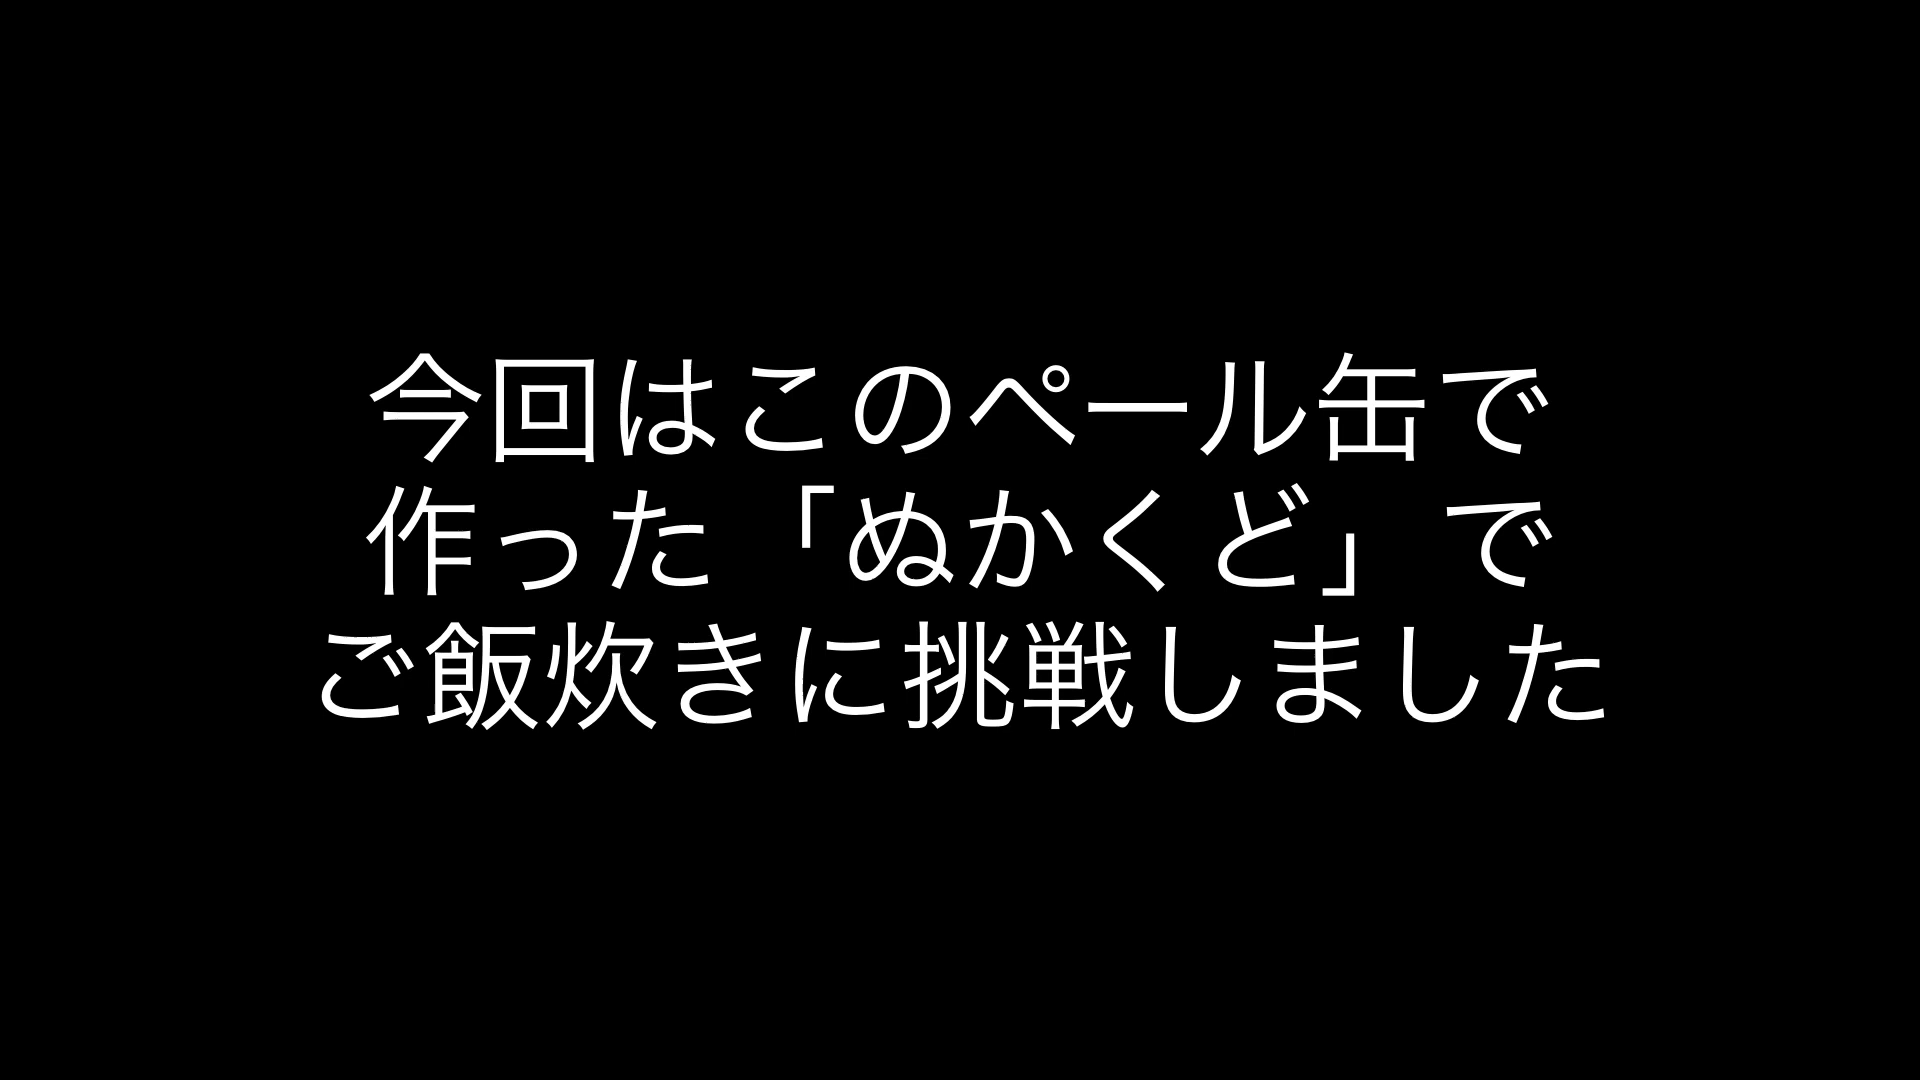 今回はこのペール缶で
作った「ぬかくど」で
ご飯炊きに挑戦しました